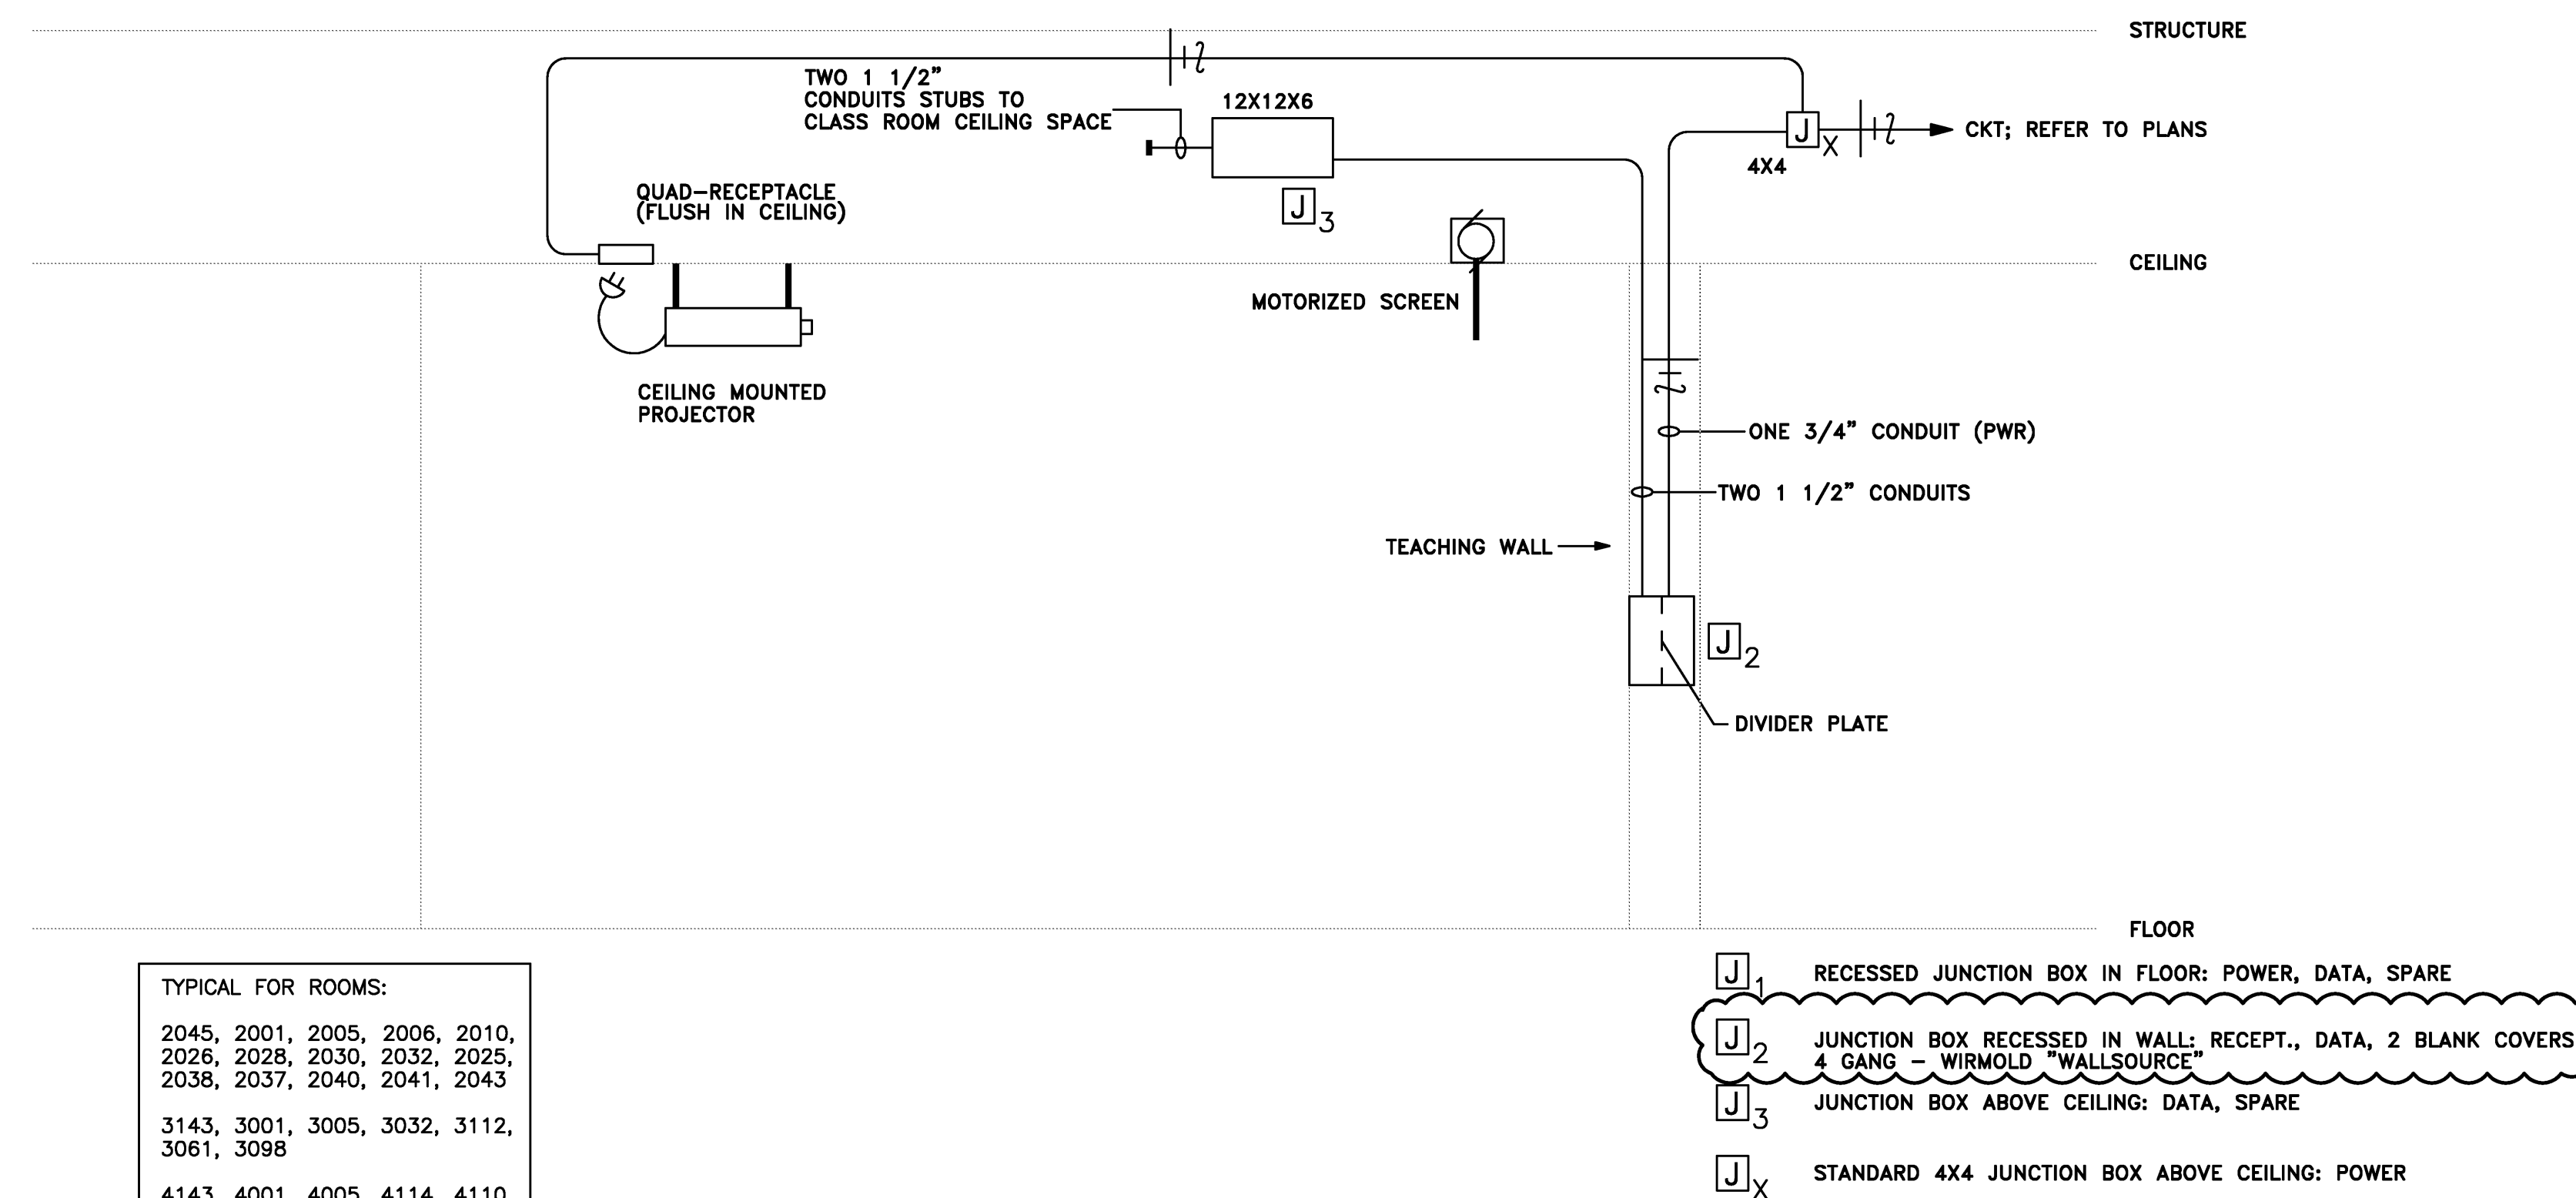 STRUCTURE
TWO 1 1/2”
CONDUITS STUBS TO
CLASS ROOM CEILING SPACE
12X12X6
J X
CKT; REFER TO PLANS
4X4
QUAD-RECEPTACLE
(FLUSH IN CEILING)
J 3
CEILING
MOTORIZED SCREEN
CEILING MOUNTED
PROJECTOR
ONE 3/4” CONDUIT (PWR)
TWO 1 1/2” CONDUITS
TEACHING WALL
J 2
DIVIDER PLATE
FLOOR
TYPICAL FOR ROOMS:
2045, 2001, 2005, 2006, 2010,
2026, 2028, 2030, 2032, 2025,
2038, 2037, 2040, 2041, 2043
3143, 3001, 3005, 3032, 3112,
3061, 3098
4143, 4001, 4005, 4114, 4110
J 1 RECESSED JUNCTION BOX IN FLOOR: POWER, DATA, SPARE
J 2 JUNCTION BOX RECESSED IN WALL: RECEPT., DATA, 2 BLANK COVERS
4 GANG - WIRMOLD ”WALLSOURCE”
J 3 JUNCTION BOX ABOVE CEILING: DATA, SPARE
J X STANDARD 4X4 JUNCTION BOX ABOVE CEILING: POWER